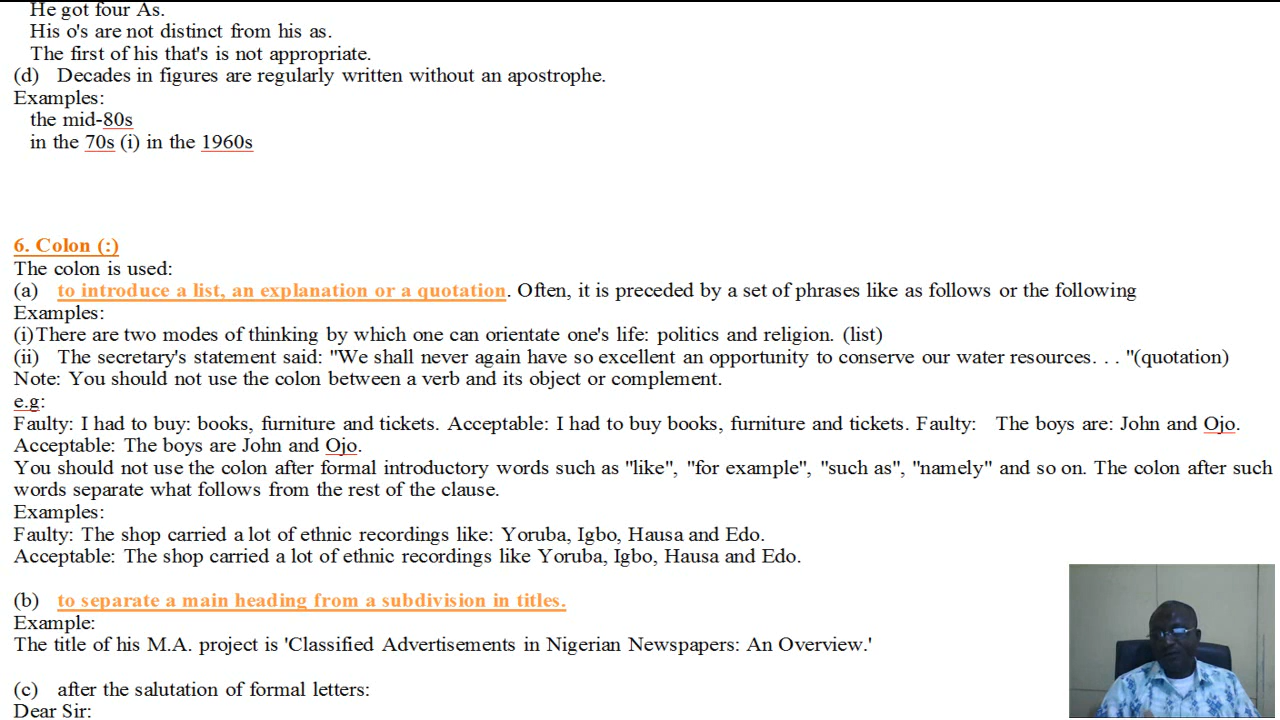 He got four As.
His o's are not distinct from his as.
The first of his that's is not appropriate.
(d) Decades in figures are regularly written without an apostrophe.
Examples:
the mid-80s
in the 70s (i) in the 1960s
6. Colon (:)
The colon is used:
(a) to introduce a list, an explanation or a quotation. Often, it is preceded by a set of phrases like as follows or the following
Examples:
(i)There are two modes of thinking by which one can orientate one's life: politics and religion. (list)
(ii) The secretary's statement said: "We shall never again have so excellent an opportunity to conserve our water resources. . . "(quotation)
Note: You should not use the colon between a verb and its object or complement.
e.g:
Faulty: I had to buy: books, furniture and tickets. Acceptable: I had to buy books, furniture and tickets. Faulty: The boys are: John and Ojo.
Acceptable: The boys are John and Ojo.
You should not use the colon after formal introductory words such as "like", "for example", "such as", "namely" and so on. The colon after such
words separate what follows from the rest of the clause.
Examples:
Faulty: The shop carried a lot of ethnic recordings like: Yoruba, Igbo, Hausa and Edo.
Acceptable: The shop carried a lot of ethnic recordings like Yoruba, Igbo, Hausa and Edo.
(b) to separate a main heading from a subdivision in titles.
Example:
The title of his M.A. project is 'Classified Advertisements in Nigerian Newspapers: An Overview.'
(c) after the salutation of formal letters:
Dear Sir: